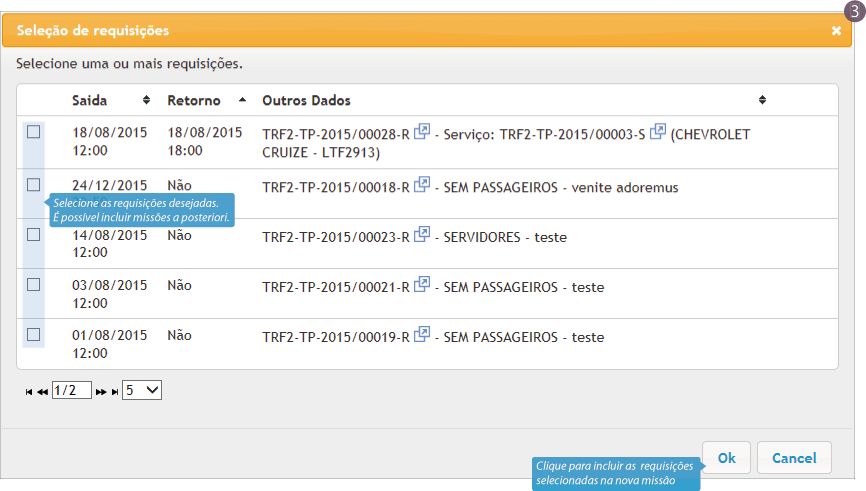 3
Seleção de requisições
Selecione uma ou mais requisições.
Saida Retorno Outros Dados
18/08/2015 18/08/2015 TRF2-TP-2015/00028-R - Serviço: TRF2-TP-2015/00003-S (CHEVROLET
12:00 18:00 CRUIZE - LTF2913)
24/12/2015 Não TRF2-TP-2015/00018-R - SEM PASSAGEIROS - venite adoremus
Selecione as requisições desejadas.
É possível incluir missões a posteriori.
14/08/2015 Não TRF2-TP-2015/00023-R - SERVIDORES - teste
12:00
03/08/2015 Não TRF2-TP-2015/00021-R - SEM PASSAGEIROS - teste
12:00
01/08/2015 Não TRF2-TP-2015/00019-R - SEM PASSAGEIROS - teste
12:00
1/2 5
Clique para incluir as requisições
selecionadas na nova missão
Ok Cancel